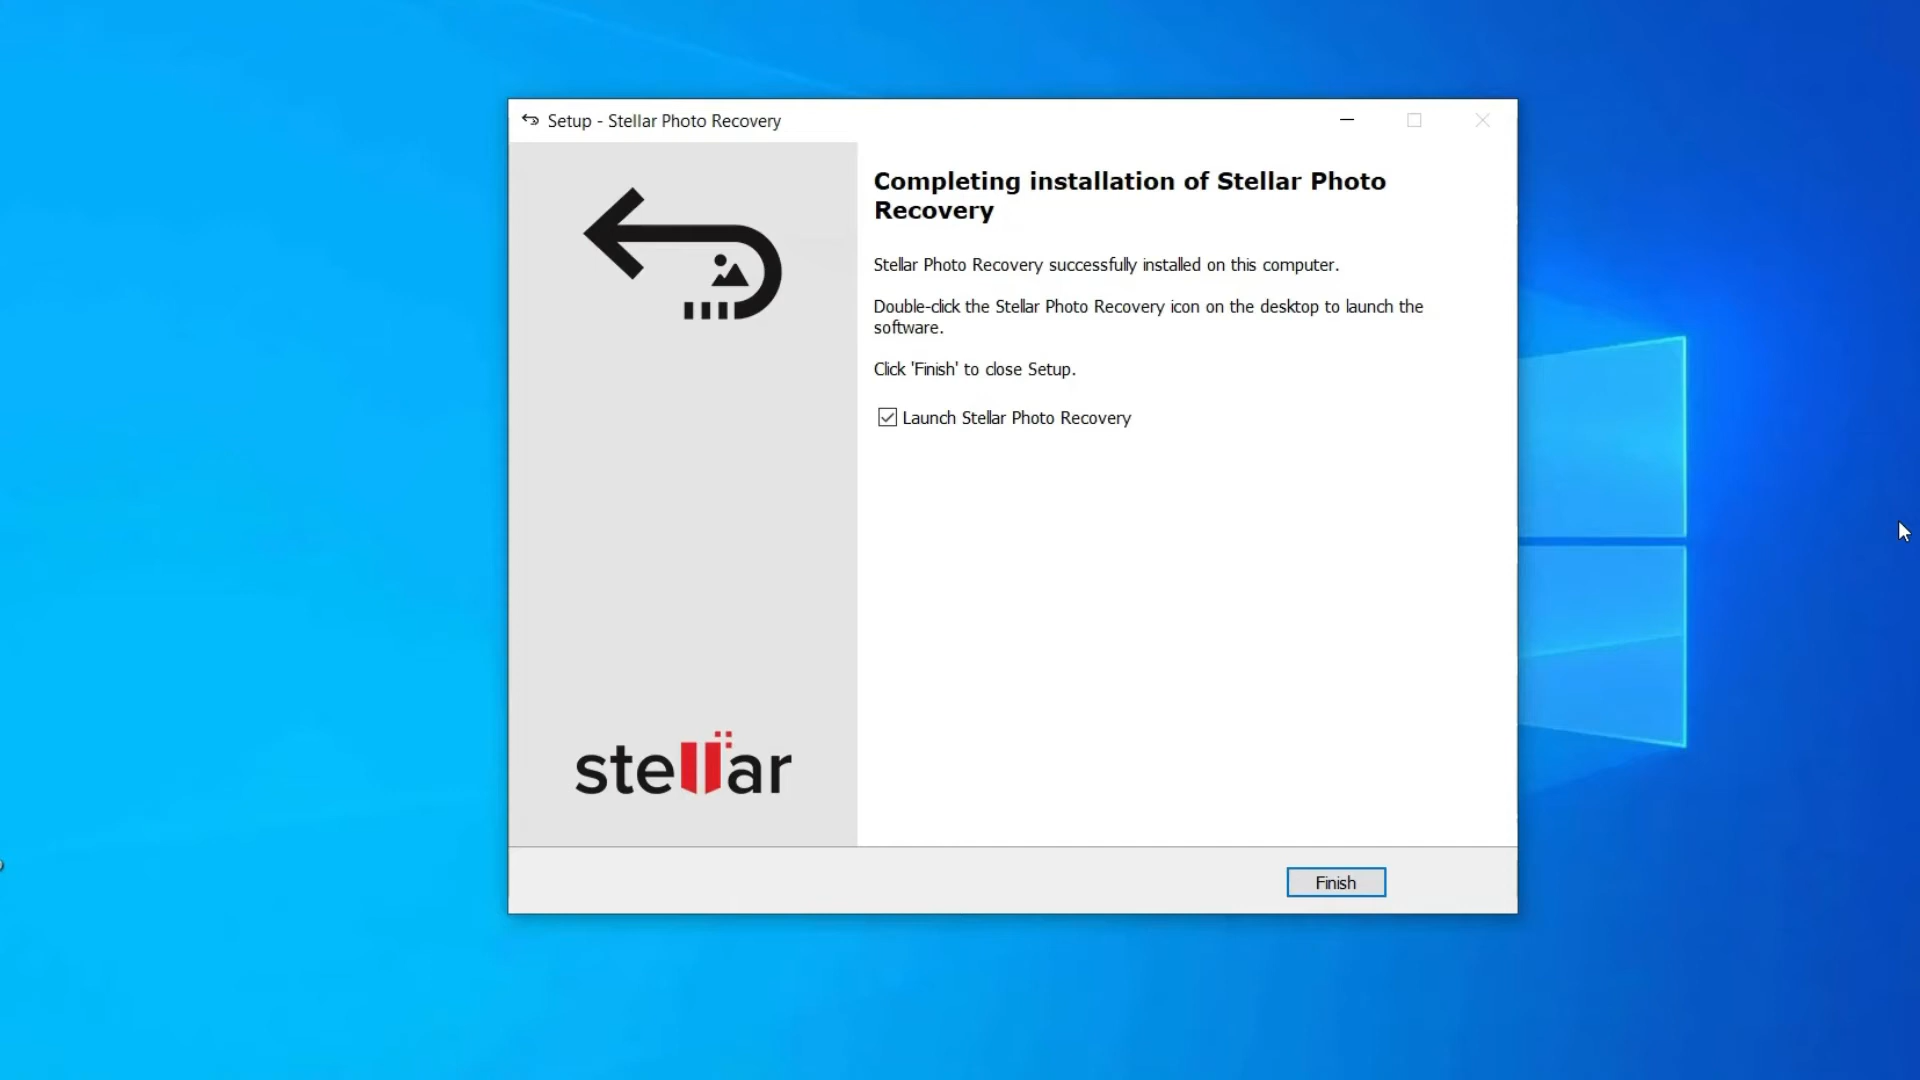 Setup - Stellar Photo Recovery
Completing installation of Stellar Photo
Recovery
Stellar Photo Recovery successfully installed on this computer.
Double-click the Stellar Photo Recovery icon on the desktop to launch the
software.
Click 'Finish' to close Setup.
Launch Stellar Photo Recovery
stellar
Finish